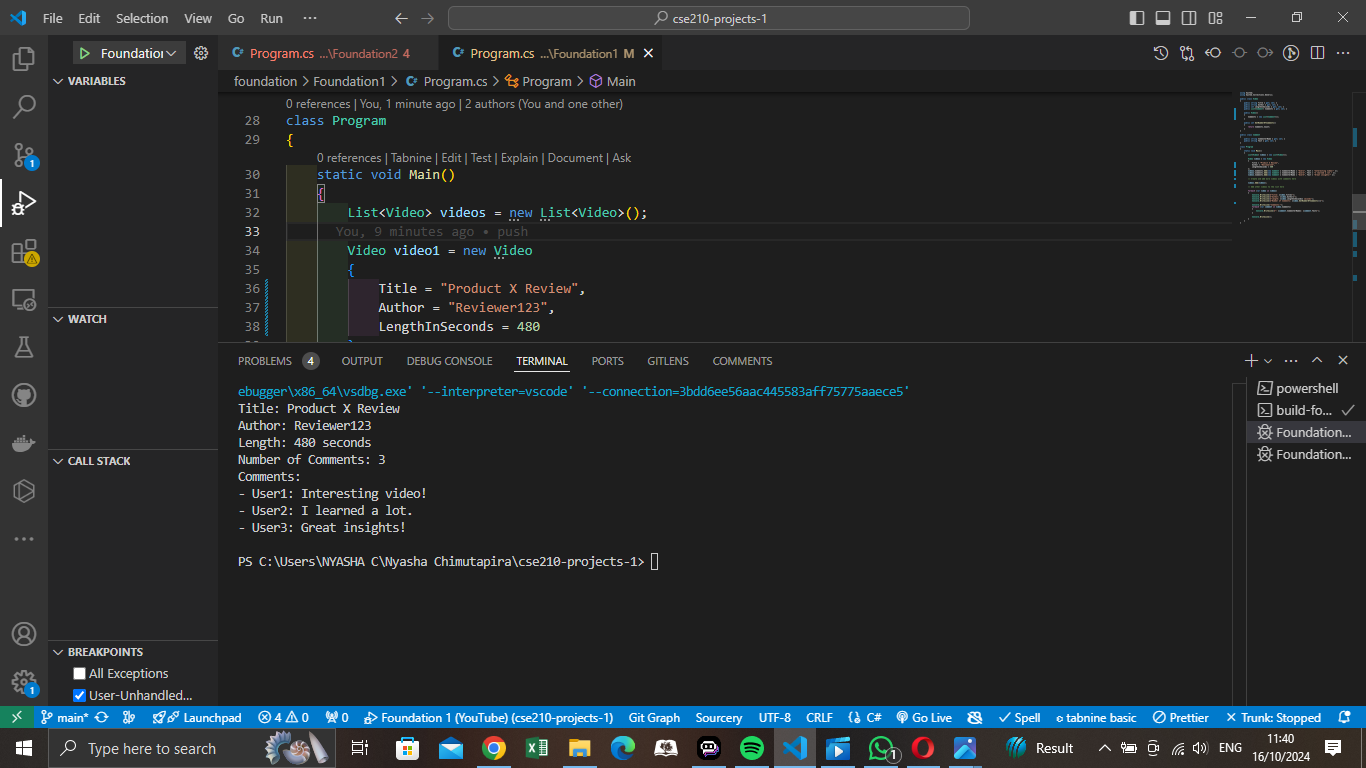 File Edit Selection View Go Run ··· cse210-projects-1
Foundation Program.cs ...\Foundation2 4 Program.cs ...\Foundation1 M
VARIABLES
WATCH
CALL STACK
BREAKPOINTS
All Exceptions
User-Unhandled...
foundation > Foundation1 > Program.cs > Program > Main
0 references | You, 1 minute ago | 2 authors (You and one other)
28 class Program
29 {
0 references | Tabnine | Edit | Test | Explain | Document | Ask
30 static void Main()
31 {
32 List<Video> videos = new List<Video>();
33 You, 9 minutes ago • push
34 Video video1 = new Video
35 {
36 Title = "Product X Review",
37 Author = "Reviewer123",
38 LengthInSeconds = 480
PROBLEMS 4 OUTPUT DEBUG CONSOLE TERMINAL PORTS GITLENS COMMENTS
ebugger\x86_64\vsdbg.exe' '--interpreter=vscode' '--connection=3bdd6ee56aac445583aff75775aaece5'
Title: Product X Review
Author: Reviewer123
Length: 480 seconds
Number of Comments: 3
Comments:
- User1: Interesting video!
- User2: I learned a lot.
- User3: Great insights!
PS C:\Users\NYASHA C\Nyasha Chimutapira\cse210-projects-1>
powershell
build-fo...
Foundation...
Foundation...
main* Launchpad 4 0 0 Foundation 1 (YouTube) (cse210-projects-1) Git Graph Sourcery UTF-8 CRLF C# Go Live Spell tabnine basic Prettier Trunk: Stopped
Type here to search
Result
ENG
11:40
16/10/2024